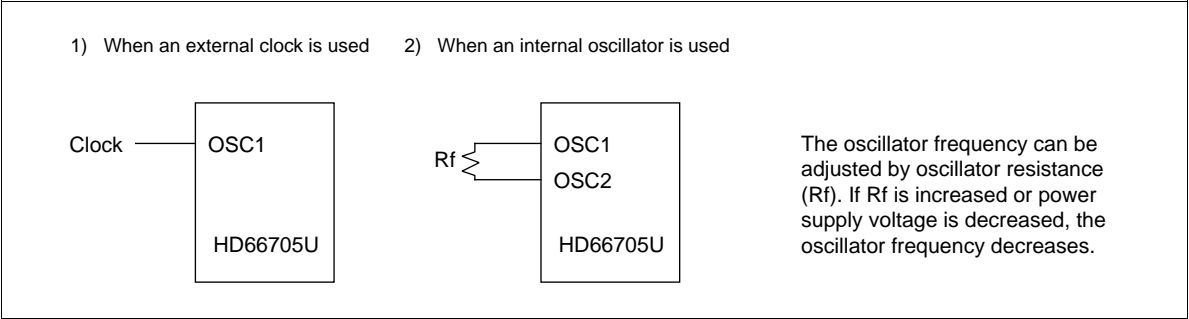 1) When an external clock is used
2) When an internal oscillator is used
Clock
OSC1
HD66705U
Rf
OSC1
OSC2
HD66705U
The oscillator frequency can be
adjusted by oscillator resistance
(Rf). If Rf is increased or power
supply voltage is decreased, the
oscillator frequency decreases.